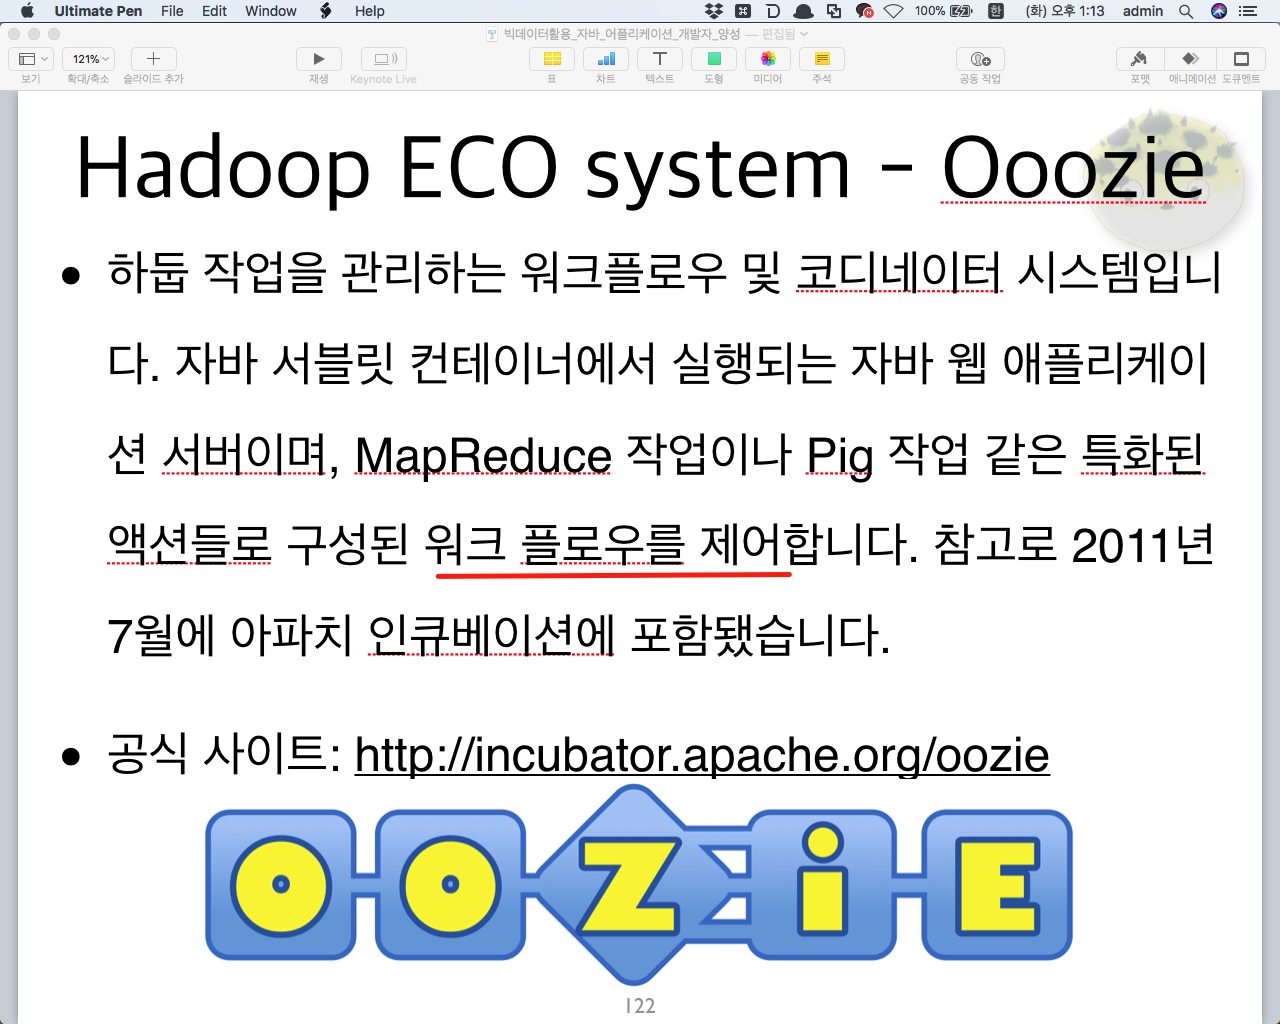 Ultimate Pen File Edit Window Help 100% 한 (화) 오후 1:13 admin
빅데이터활용_자바_어플리케이션_개발자_양성 — 편집됨
121%
보기 확대/축소 슬라이드 추가 재생 Keynote Live 표 차트 텍스트 도형 미디어 주석 공동 작업 포맷 애니메이션 도큐멘트
Hadoop ECO system - Ooozie
• 하둡 작업을 관리하는 워크플로우 및 코디네이터 시스템입니
다. 자바 서블릿 컨테이너에서 실행되는 자바 웹 애플리케이
션 서버이며, MapReduce 작업이나 Pig 작업 같은 특화된
액션들로 구성된 워크 플로우를 제어합니다. 참고로 2011년
7월에 아파치 인큐베이션에 포함됐습니다.
• 공식 사이트: http://incubator.apache.org/oozie
OOZiE
122